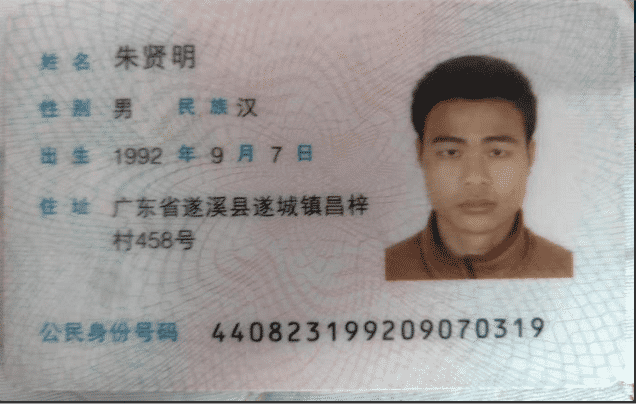 姓名 朱贤明
性别 男 民族 汉
出生 1992 年 9 月 7 日
住址 广东省遂溪县遂城镇昌梓
村458号
公民身份号码 440823199209070319